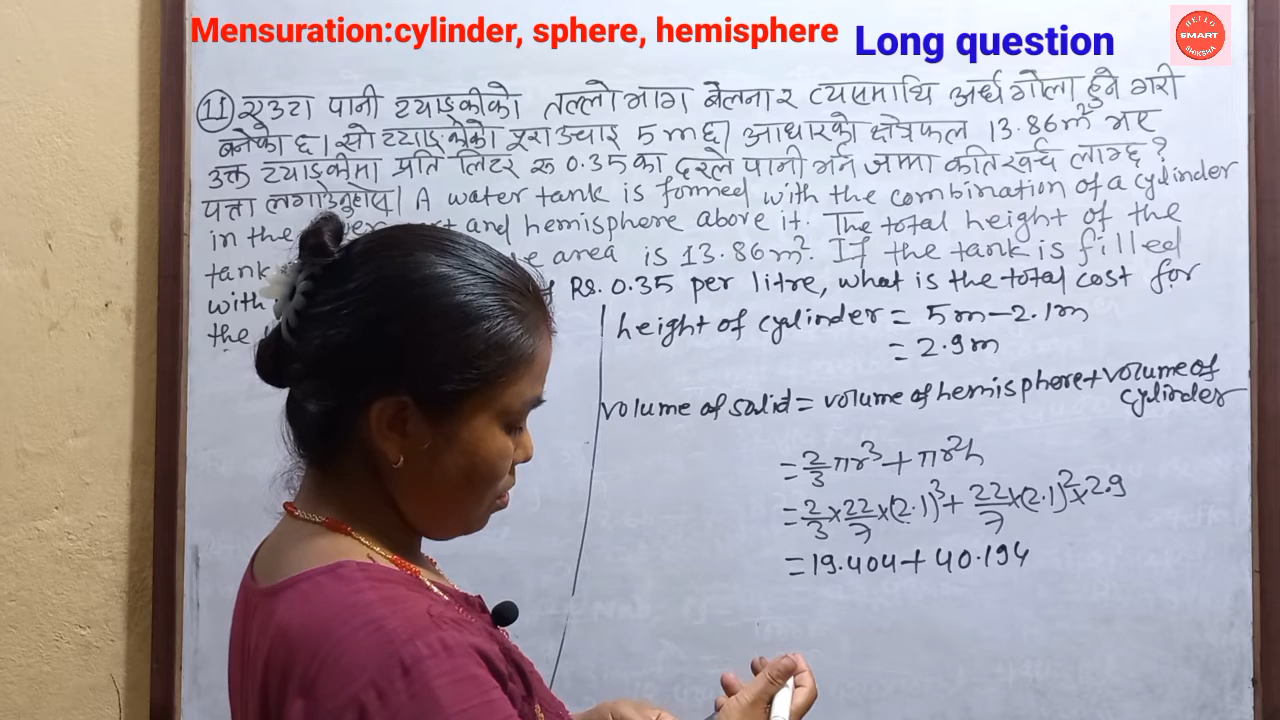 Mensuration:cylinder, sphere, hemisphere
Long question
HELLO SMART SHIKSHA
11 एउटा पानी ट्याङ्कीको तल्लो भाग बेलनार त्यसमाथि अर्ध गोला हुने गरी
बनेको छ। सो ट्याङ्कीको पूरा उचाइ 5 m छ। आधारको क्षेत्रफल 13.86m² भए
उक्त ट्याङ्कीमा प्रति लिटर रू 0.35 का दरले पानी भर्न जम्मा कति खर्च लाग्छ?
पत्ता लगाउनुहोस्। A water tank is formed with the combination of a cylinder
in the and hemisphere above it. The total height of the
tank area is 13.86m². If the tank is filled
with Rs. 0.35 per litre, what is the total cost for
the
height of cylinder = 5m-2.1m
= 2.9m
volume of solid = volume of hemisphere + volume of
cylinder
= 2/3 πr³ + πr²h
= 2/3 × 22/7 × (2.1)³ + 22/7 × (2.1)² × 2.9
= 19.404 + 40.194